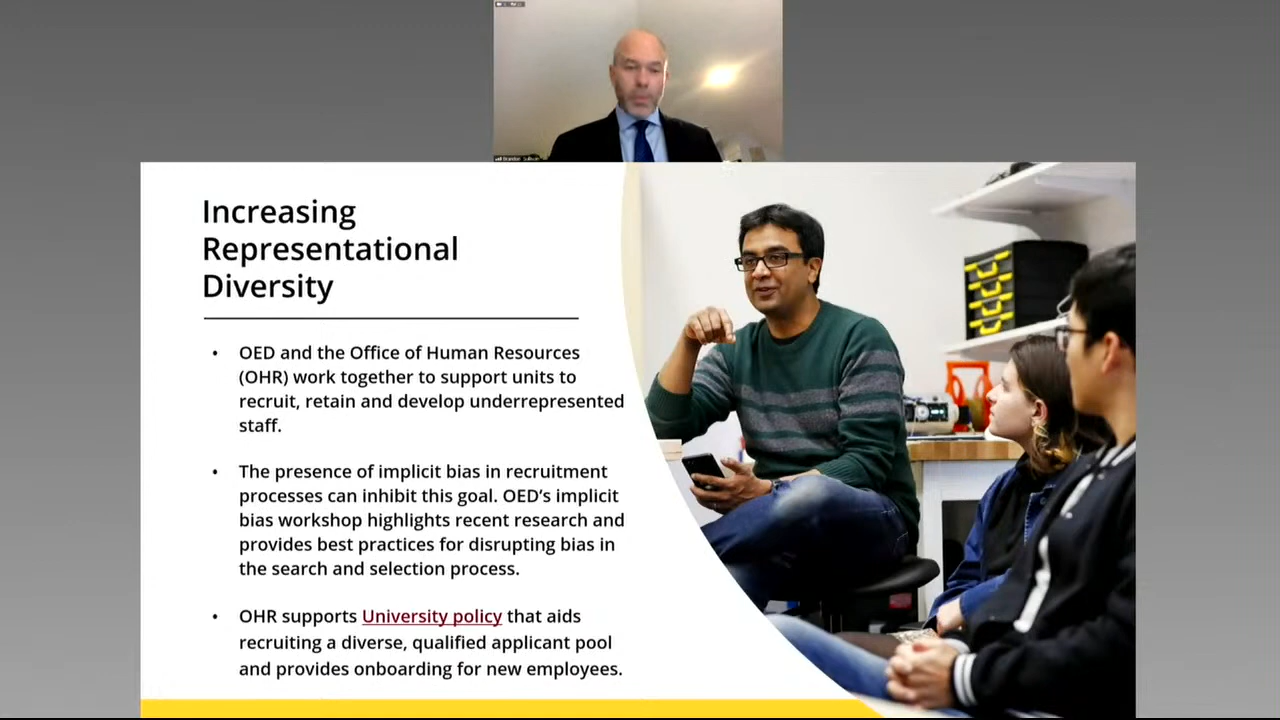 Brandon Sullivan
Increasing
Representational
Diversity
• OED and the Office of Human Resources
(OHR) work together to support units to
recruit, retain and develop underrepresented
staff.
• The presence of implicit bias in recruitment
processes can inhibit this goal. OED’s implicit
bias workshop highlights recent research and
provides best practices for disrupting bias in
the search and selection process.
• OHR supports University policy that aids
recruiting a diverse, qualified applicant pool
and provides onboarding for new employees.